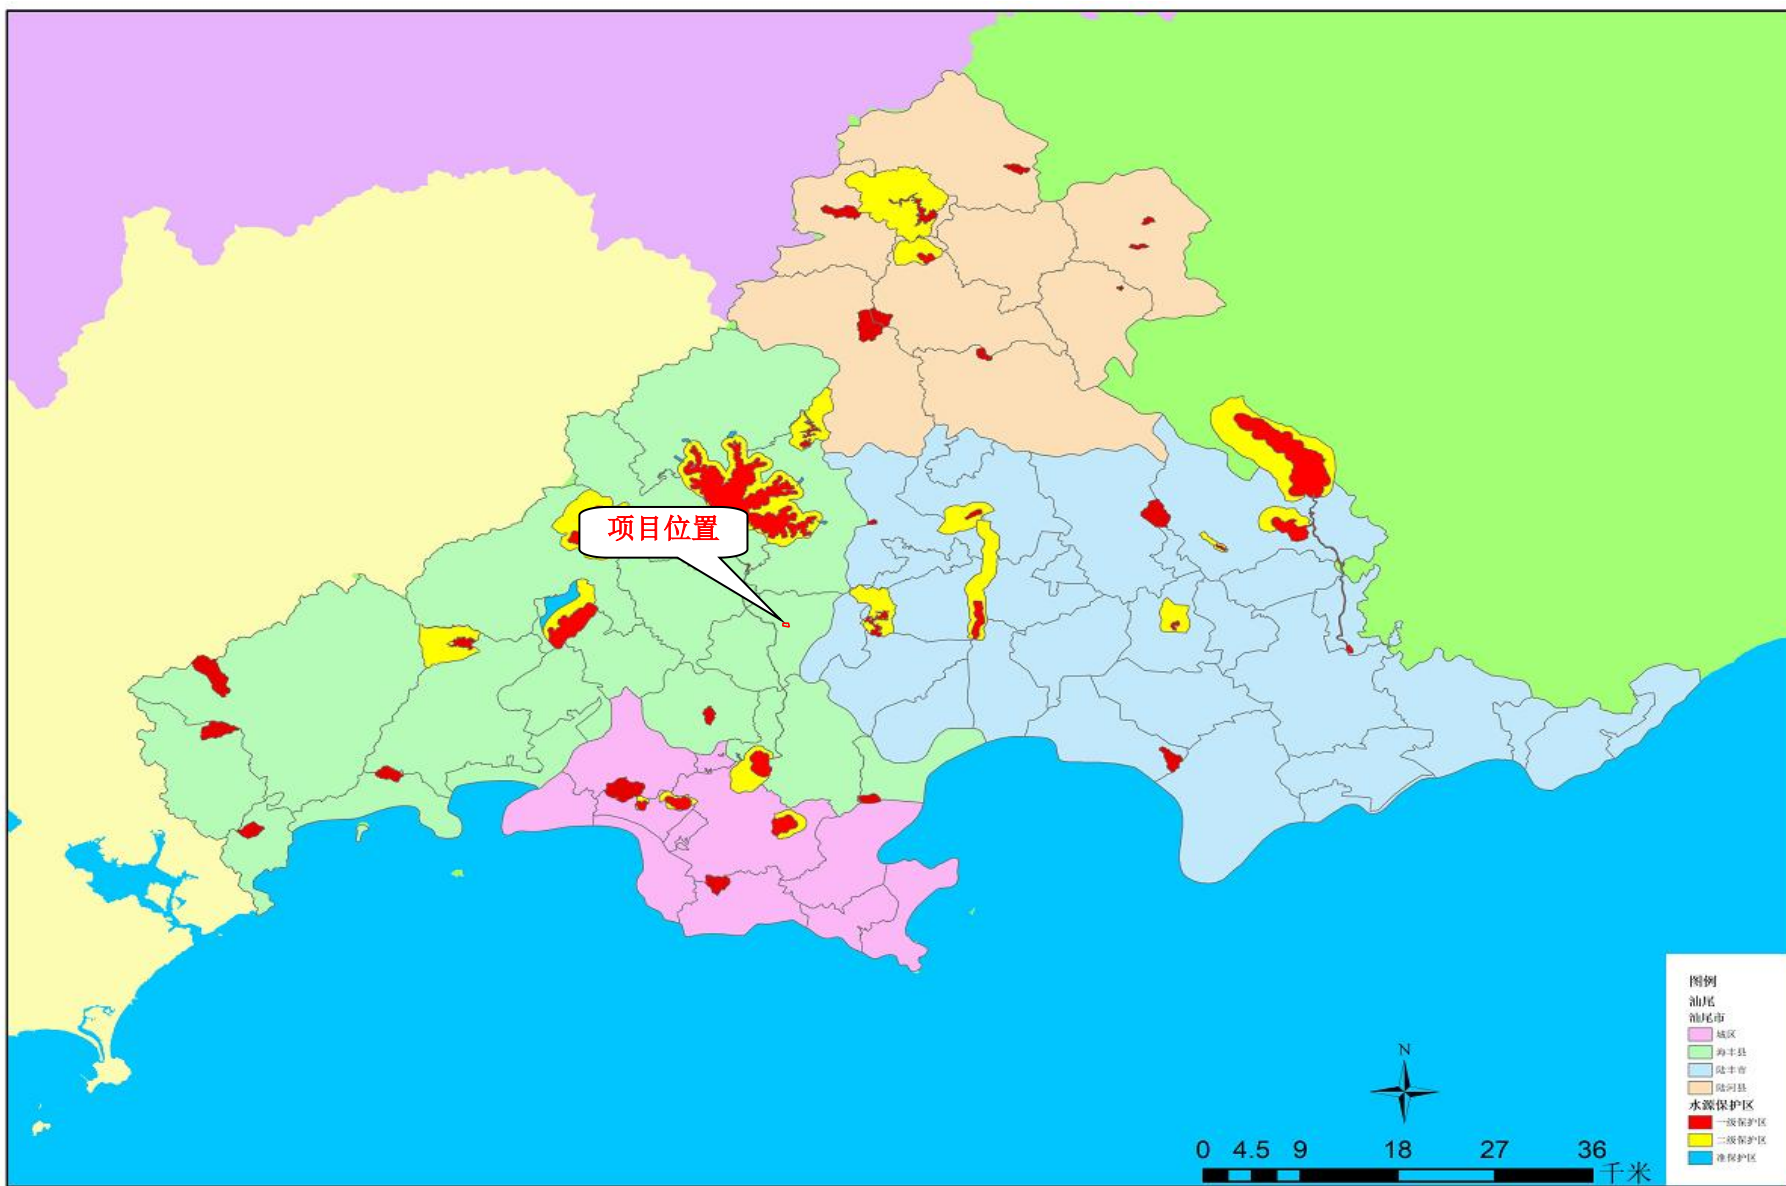 项目位置
图例
汕尾
汕尾市
城区
海丰县
陆丰市
陆河县
水源保护区
一级保护区
二级保护区
准保护区
N
0 4.5 9 18 27 36
千米